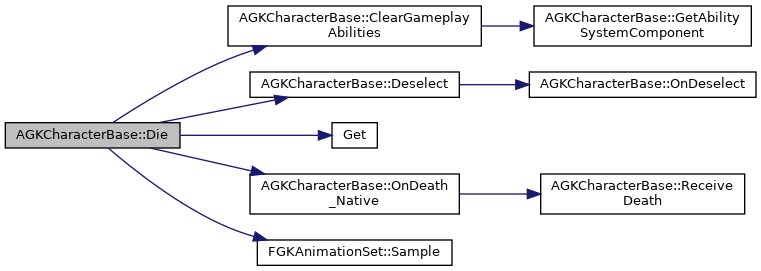 AGKCharacterBase::ClearGameplay
Abilities
AGKCharacterBase::GetAbility
SystemComponent
AGKCharacterBase::Deselect
AGKCharacterBase::OnDeselect
AGKCharacterBase::Die
Get
AGKCharacterBase::OnDeath
_Native
AGKCharacterBase::Receive
Death
FGKAnimationSet::Sample